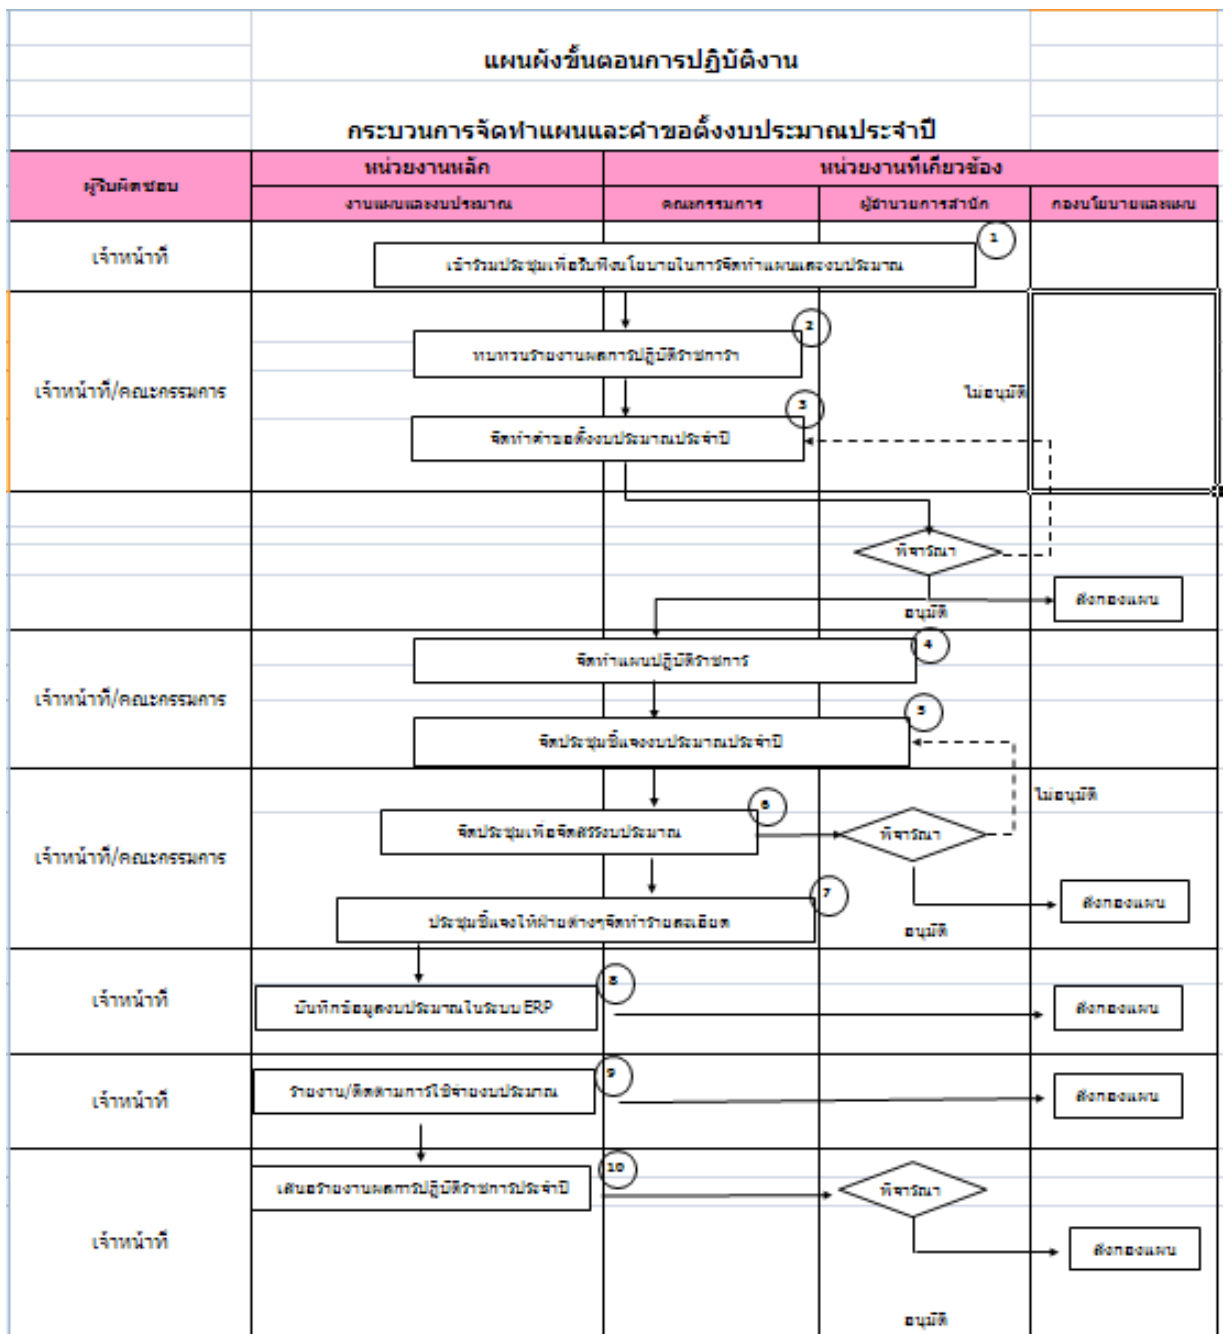 แผนผังขั้นตอนการปฏิบัติงาน
กระบวนการจัดทำแผนและคำขอตั้งงบประมาณประจำปี
ผู้รับผิดชอบ
หน่วยงานหลัก
หน่วยงานที่เกี่ยวข้อง
งานแผนและงบประมาณ
คณะกรรมการ
ผู้อำนวยการสำนัก
กองนโยบายและแผน
เจ้าหน้าที่
1
เข้าร่วมประชุมเพื่อรับฟังนโยบายในการจัดทำแผนและงบประมาณ
เจ้าหน้าที่/คณะกรรมการ
2
ทบทวนรายงานผลการปฏิบัติราชการฯ
ไม่อนุมัติ
3
จัดทำคำขอตั้งงบประมาณประจำปี
พิจารณา
ส่งกองแผน
อนุมัติ
เจ้าหน้าที่/คณะกรรมการ
4
จัดทำแผนปฏิบัติราชการ
5
จัดประชุมชี้แจงงบประมาณประจำปี
ไม่อนุมัติ
เจ้าหน้าที่/คณะกรรมการ
6
จัดประชุมเพื่อจัดสรรงบประมาณ
พิจารณา
7
ประชุมชี้แจงให้ฝ่ายต่างๆจัดทำรายละเอียด
ส่งกองแผน
อนุมัติ
เจ้าหน้าที่
8
บันทึกข้อมูลงบประมาณในระบบ ERP
ส่งกองแผน
เจ้าหน้าที่
9
รายงาน/ติดตามการใช้จ่ายงบประมาณ
ส่งกองแผน
เจ้าหน้าที่
10
เสนอรายงานผลการปฏิบัติราชการประจำปี
พิจารณา
ส่งกองแผน
อนุมัติ